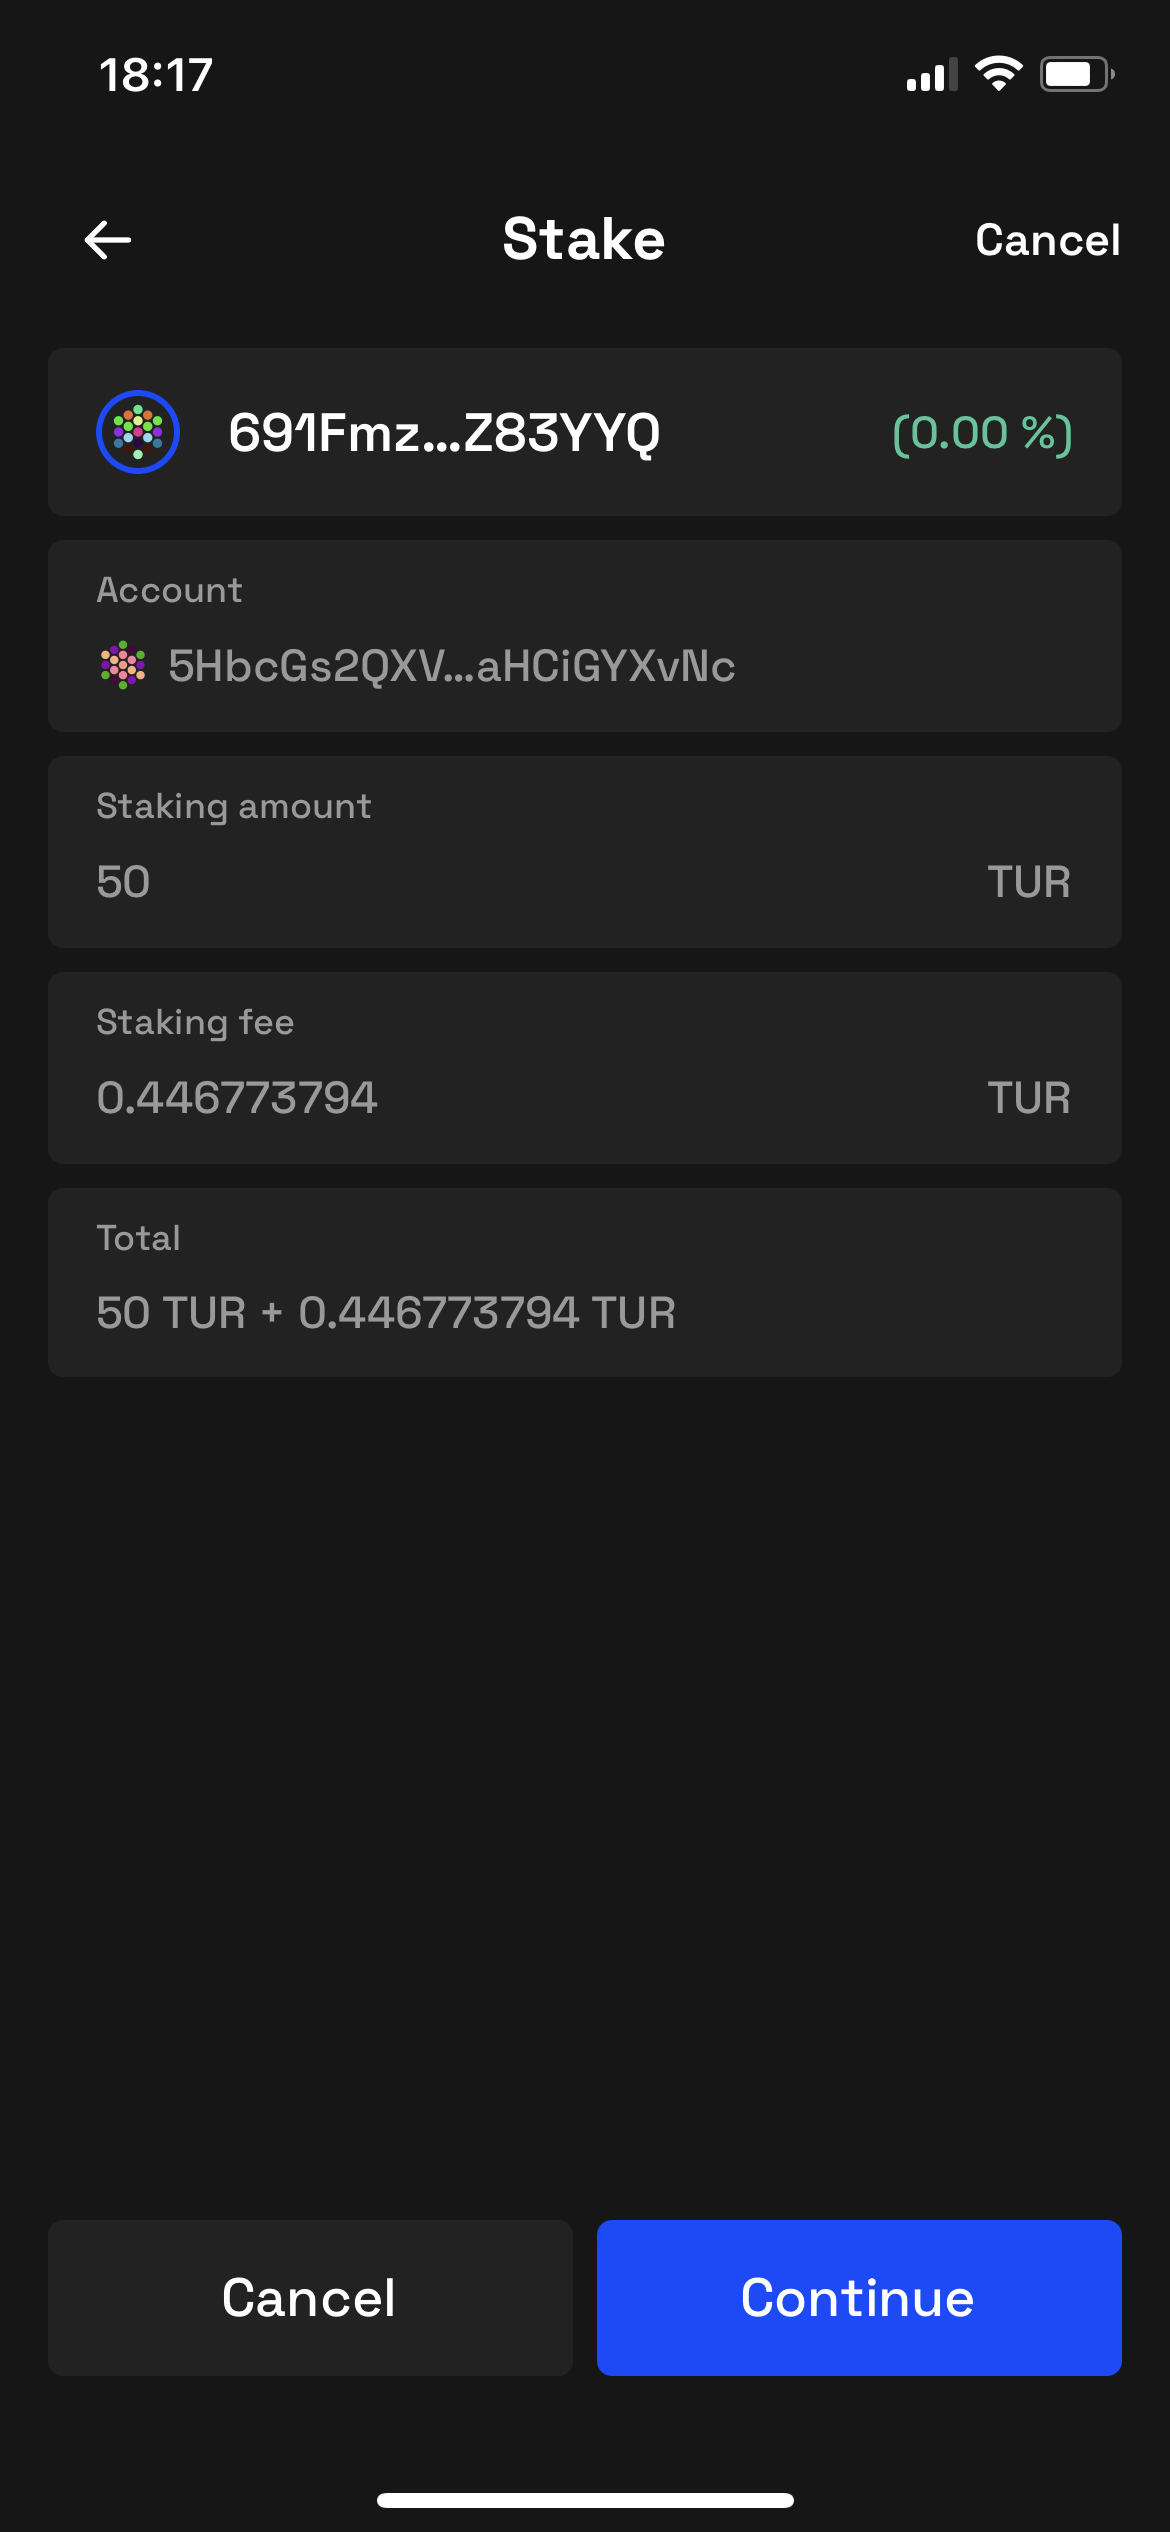 18:17
Stake
Cancel
691Fmz...Z83YYQ
(0.00 %)
Account
5HbcGs2QXV...aHCiGYXvNc
Staking amount
50
TUR
Staking fee
0.446773794
TUR
Total
50 TUR + 0.446773794 TUR
Cancel
Continue